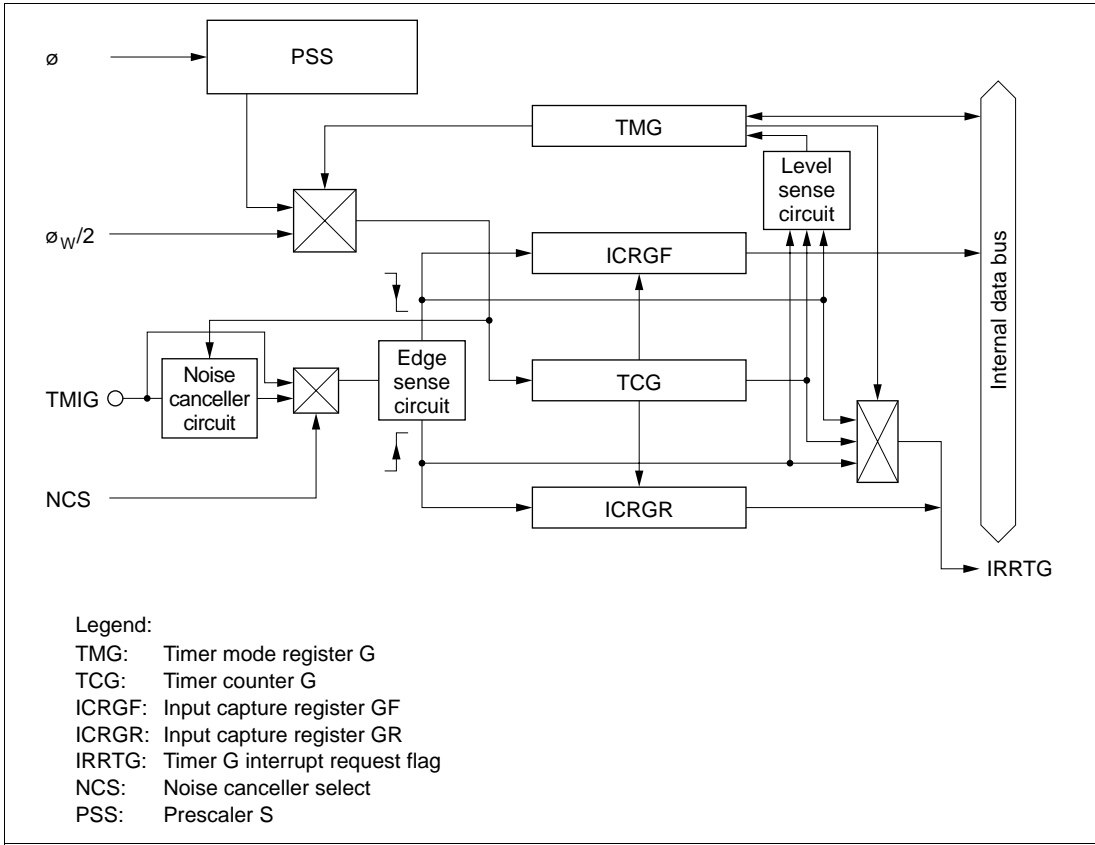 ø
PSS
TMG
Level
sense
circuit
ø W/2
ICRGF
Internal data bus
Edge
sense
circuit
TCG
TMIG
Noise
canceller
circuit
NCS
ICRGR
IRRTG
Legend:
TMG: Timer mode register G
TCG: Timer counter G
ICRGF: Input capture register GF
ICRGR: Input capture register GR
IRRTG: Timer G interrupt request flag
NCS: Noise canceller select
PSS: Prescaler S